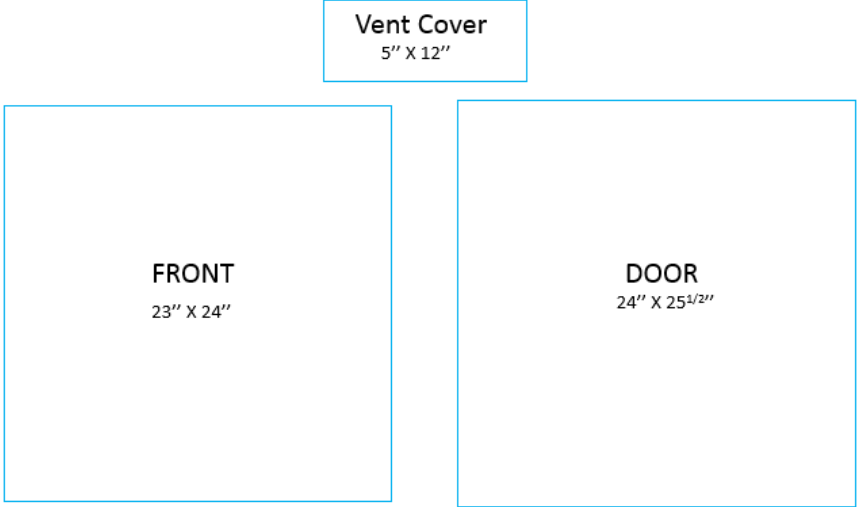 Vent Cover
5’’ X 12’’
FRONT
23’’ X 24’’
DOOR
24’’ X 25 1/2’’